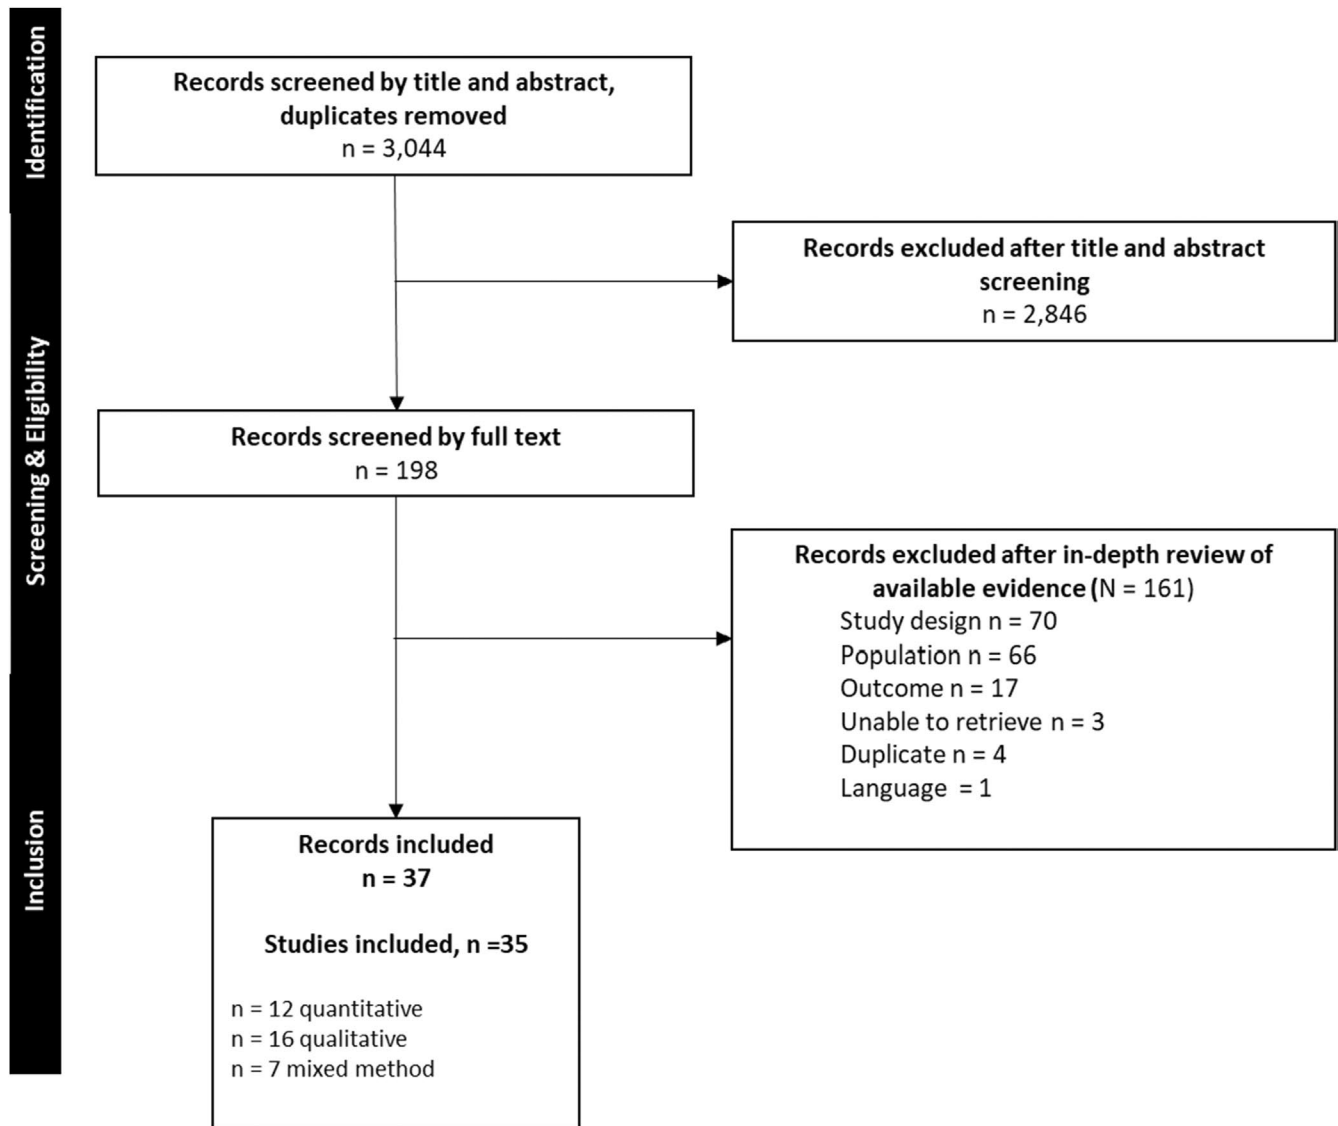 Identification
Records screened by title and abstract,
duplicates removed
n = 3,044
Records excluded after title and abstract
screening
n = 2,846
Screening & Eligibility
Records screened by full text
n = 198
Records excluded after in-depth review of
available evidence (N = 161)
Study design n = 70
Population n = 66
Outcome n = 17
Unable to retrieve n = 3
Duplicate n = 4
Language = 1
Inclusion
Records included
n = 37
Studies included, n =35
n = 12 quantitative
n = 16 qualitative
n = 7 mixed method